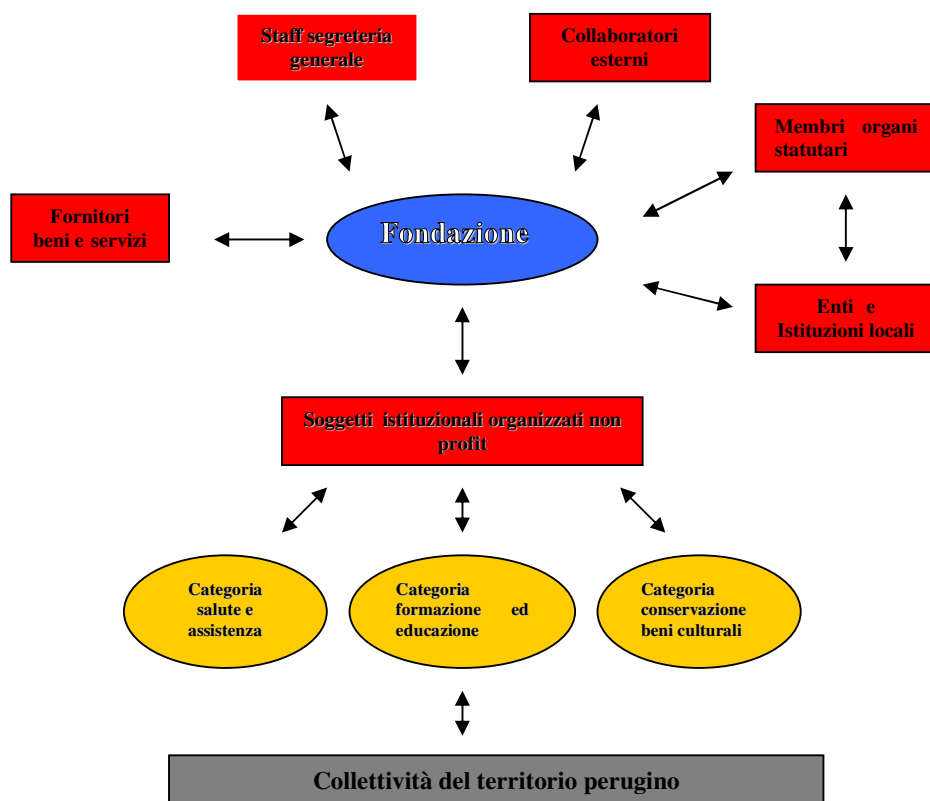 Staff segreteria
generale
Collaboratori
esterni
Membri organi
statutari
Fornitori
beni e servizi
Fondazione
Enti e
Istituzioni locali
Soggetti istituzionali organizzati non
profit
Categoria
salute e
assistenza
Categoria
formazione ed
educazione
Categoria
conservazione
beni culturali
Collettività del territorio perugino